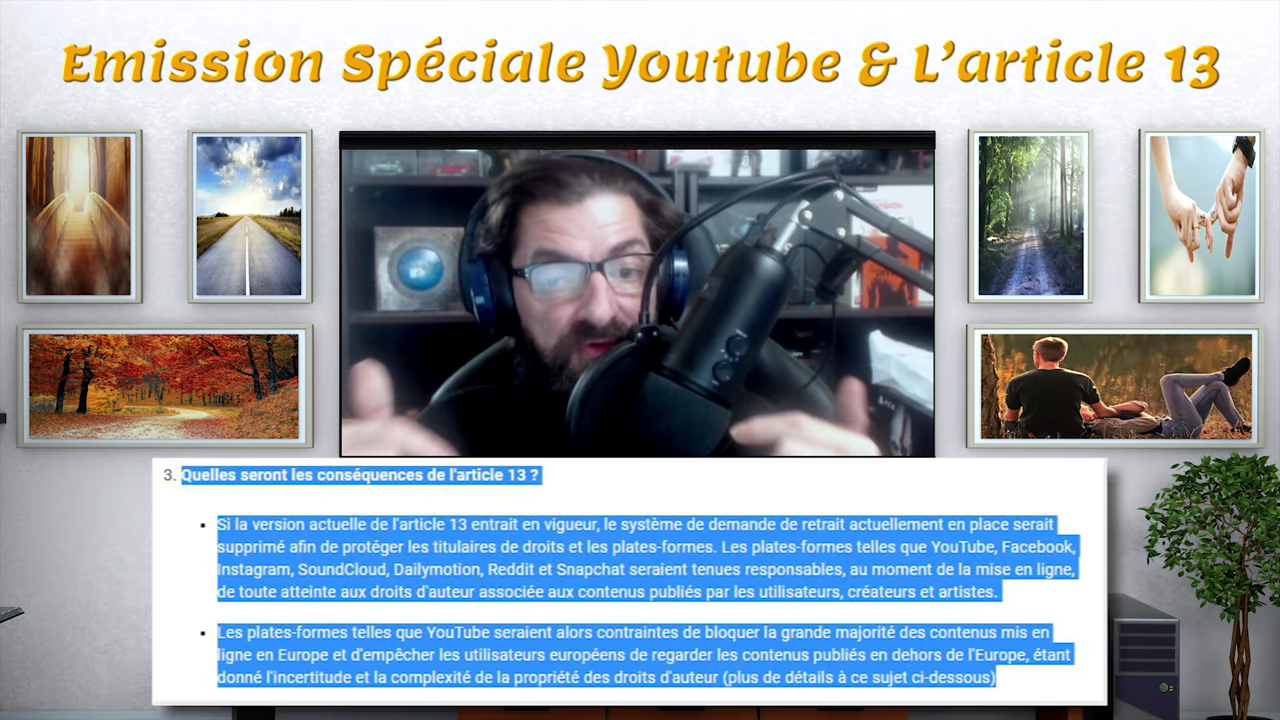 Emission Spéciale Youtube & L'article 13
3. Quelles seront les conséquences de l'article 13 ?
• Si la version actuelle de l'article 13 entrait en vigueur, le système de demande de retrait actuellement en place serait
supprimé afin de protéger les titulaires de droits et les plates-formes. Les plates-formes telles que YouTube, Facebook,
Instagram, SoundCloud, Dailymotion, Reddit et Snapchat seraient tenues responsables, au moment de la mise en ligne,
de toute atteinte aux droits d'auteur associée aux contenus publiés par les utilisateurs, créateurs et artistes.
• Les plates-formes telles que YouTube seraient alors contraintes de bloquer la grande majorité des contenus mis en
ligne en Europe et d'empêcher les utilisateurs européens de regarder les contenus publiés en dehors de l'Europe, étant
donné l'incertitude et la complexité de la propriété des droits d'auteur (plus de détails à ce sujet ci-dessous)